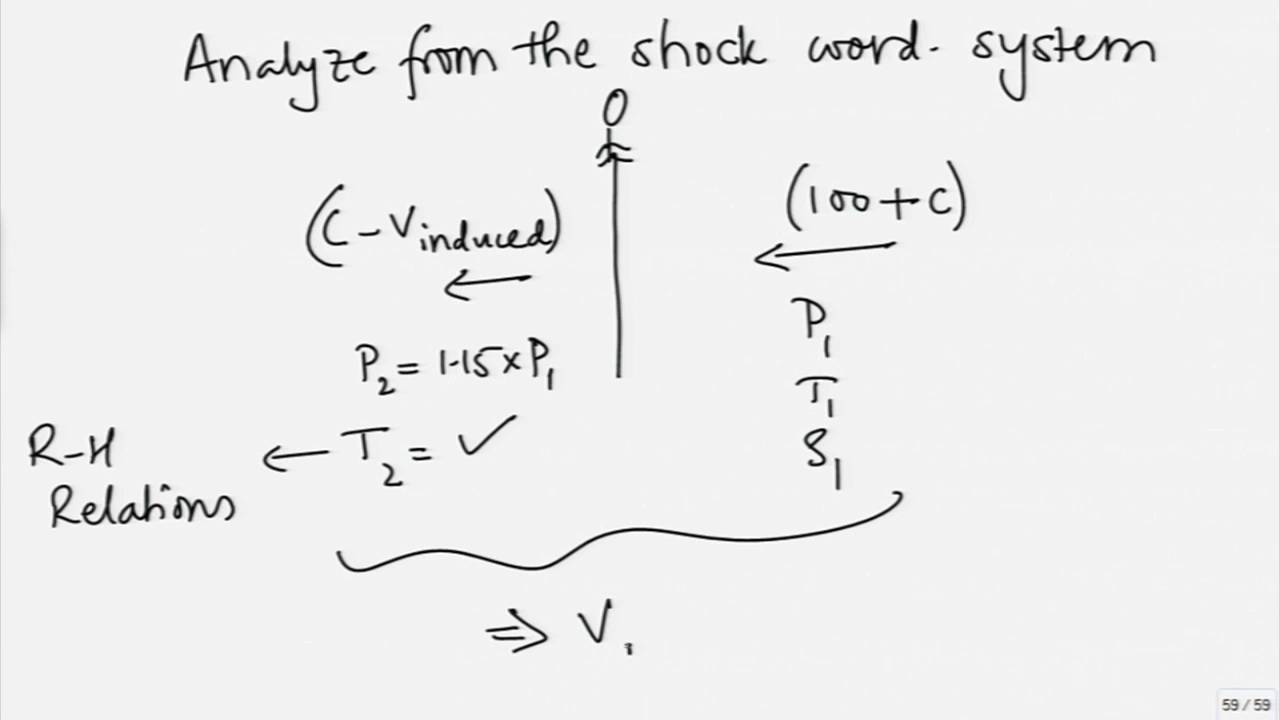 Analyze from the shock word. system
0
(C - Vinduced)
(100 + C)
P1
P2 = 1.15 x P1
T1
R-H
T2 = ✓
S1
Relations
⇒ V
59 / 59